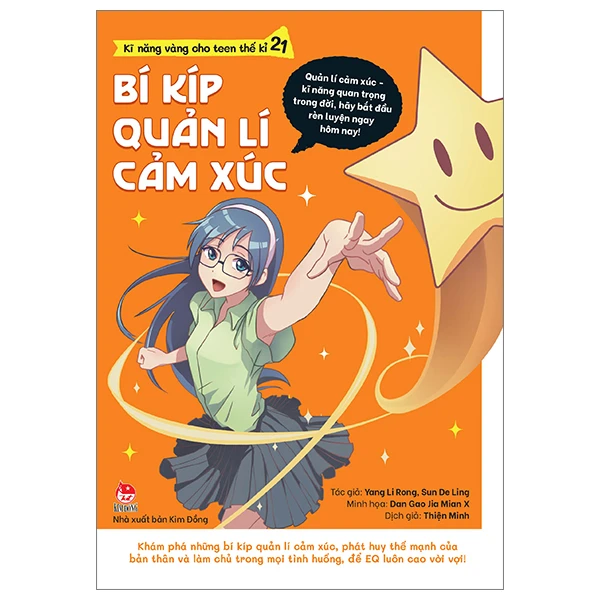 Kĩ năng vàng cho teen thế kỉ 21
BÍ KÍP
QUẢN LÍ
CẢM XÚC
Quản lí cảm xúc -
kĩ năng quan trọng
trong đời, hãy bắt đầu
rèn luyện ngay
hôm nay!
Tác giả: Yang Li Rong, Sun De Ling
Minh họa: Dan Gao Jia Mian X
Dịch giả: Thiện Minh
KIM ĐỒNG
Nhà xuất bản Kim Đồng
Khám phá những bí kíp quản lí cảm xúc, phát huy thế mạnh của
bản thân và làm chủ trong mọi tình huống, để EQ luôn cao vời vợi!